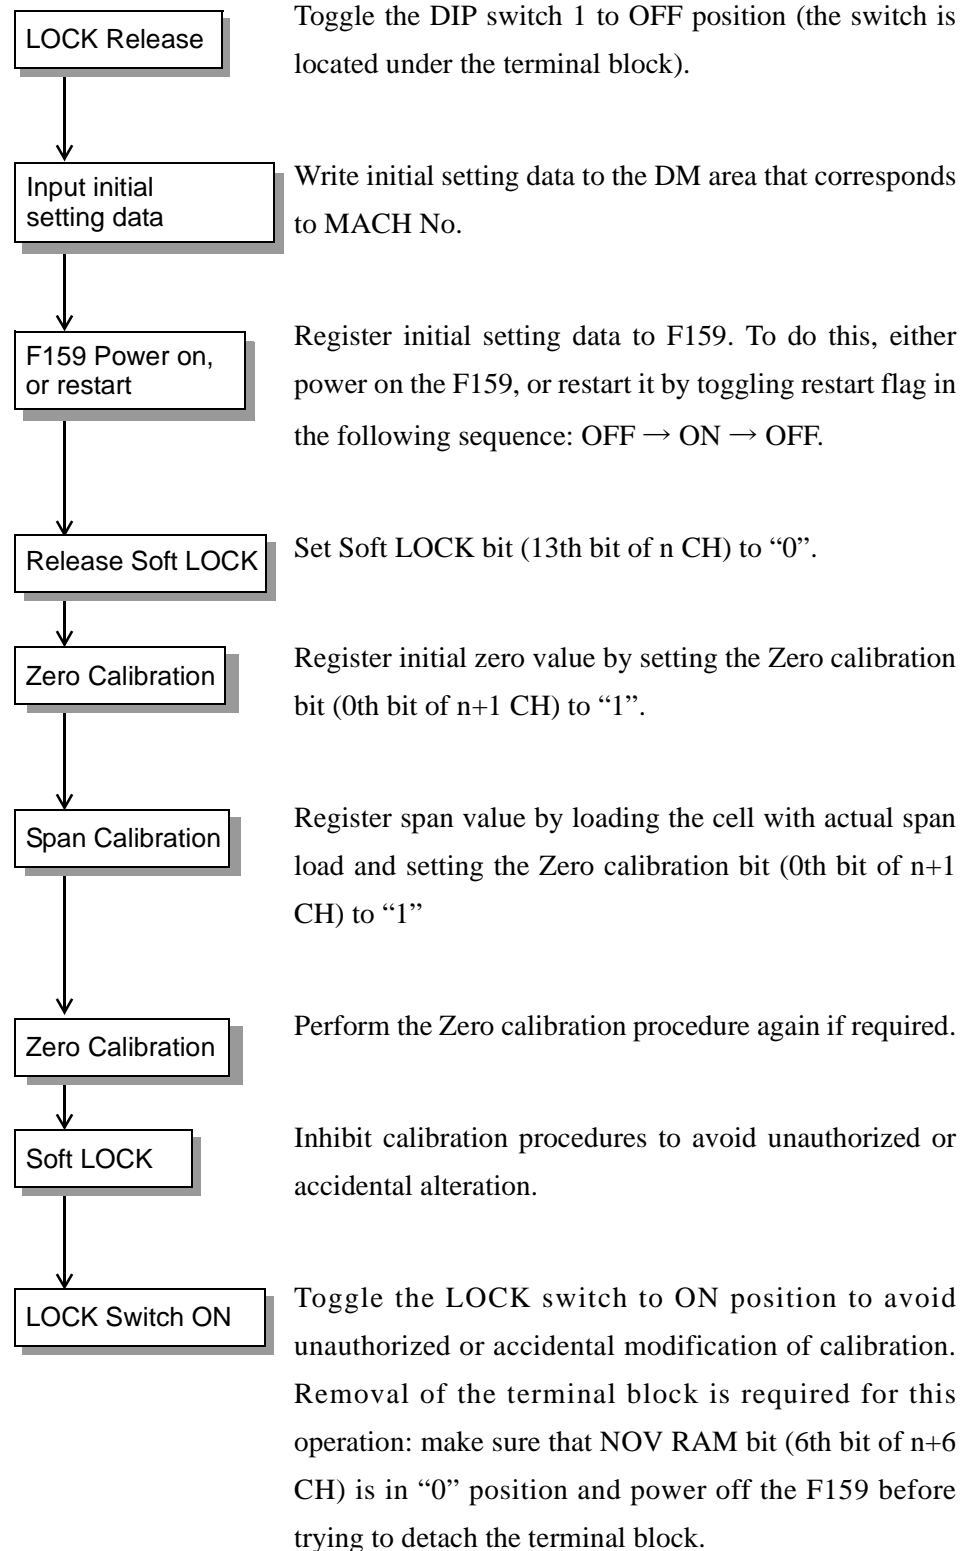 LOCK Release
Toggle the DIP switch 1 to OFF position (the switch is
located under the terminal block).
Input initial
setting data
Write initial setting data to the DM area that corresponds
to MACH No.
F159 Power on,
or restart
Register initial setting data to F159. To do this, either
power on the F159, or restart it by toggling restart flag in
the following sequence: OFF → ON → OFF.
Release Soft LOCK
Set Soft LOCK bit (13th bit of n CH) to “0”.
Zero Calibration
Register initial zero value by setting the Zero calibration
bit (0th bit of n+1 CH) to “1”.
Span Calibration
Register span value by loading the cell with actual span
load and setting the Zero calibration bit (0th bit of n+1
CH) to “1”
Zero Calibration
Perform the Zero calibration procedure again if required.
Soft LOCK
Inhibit calibration procedures to avoid unauthorized or
accidental alteration.
LOCK Switch ON
Toggle the LOCK switch to ON position to avoid
unauthorized or accidental modification of calibration.
Removal of the terminal block is required for this
operation: make sure that NOV RAM bit (6th bit of n+6
CH) is in “0” position and power off the F159 before
trying to detach the terminal block.